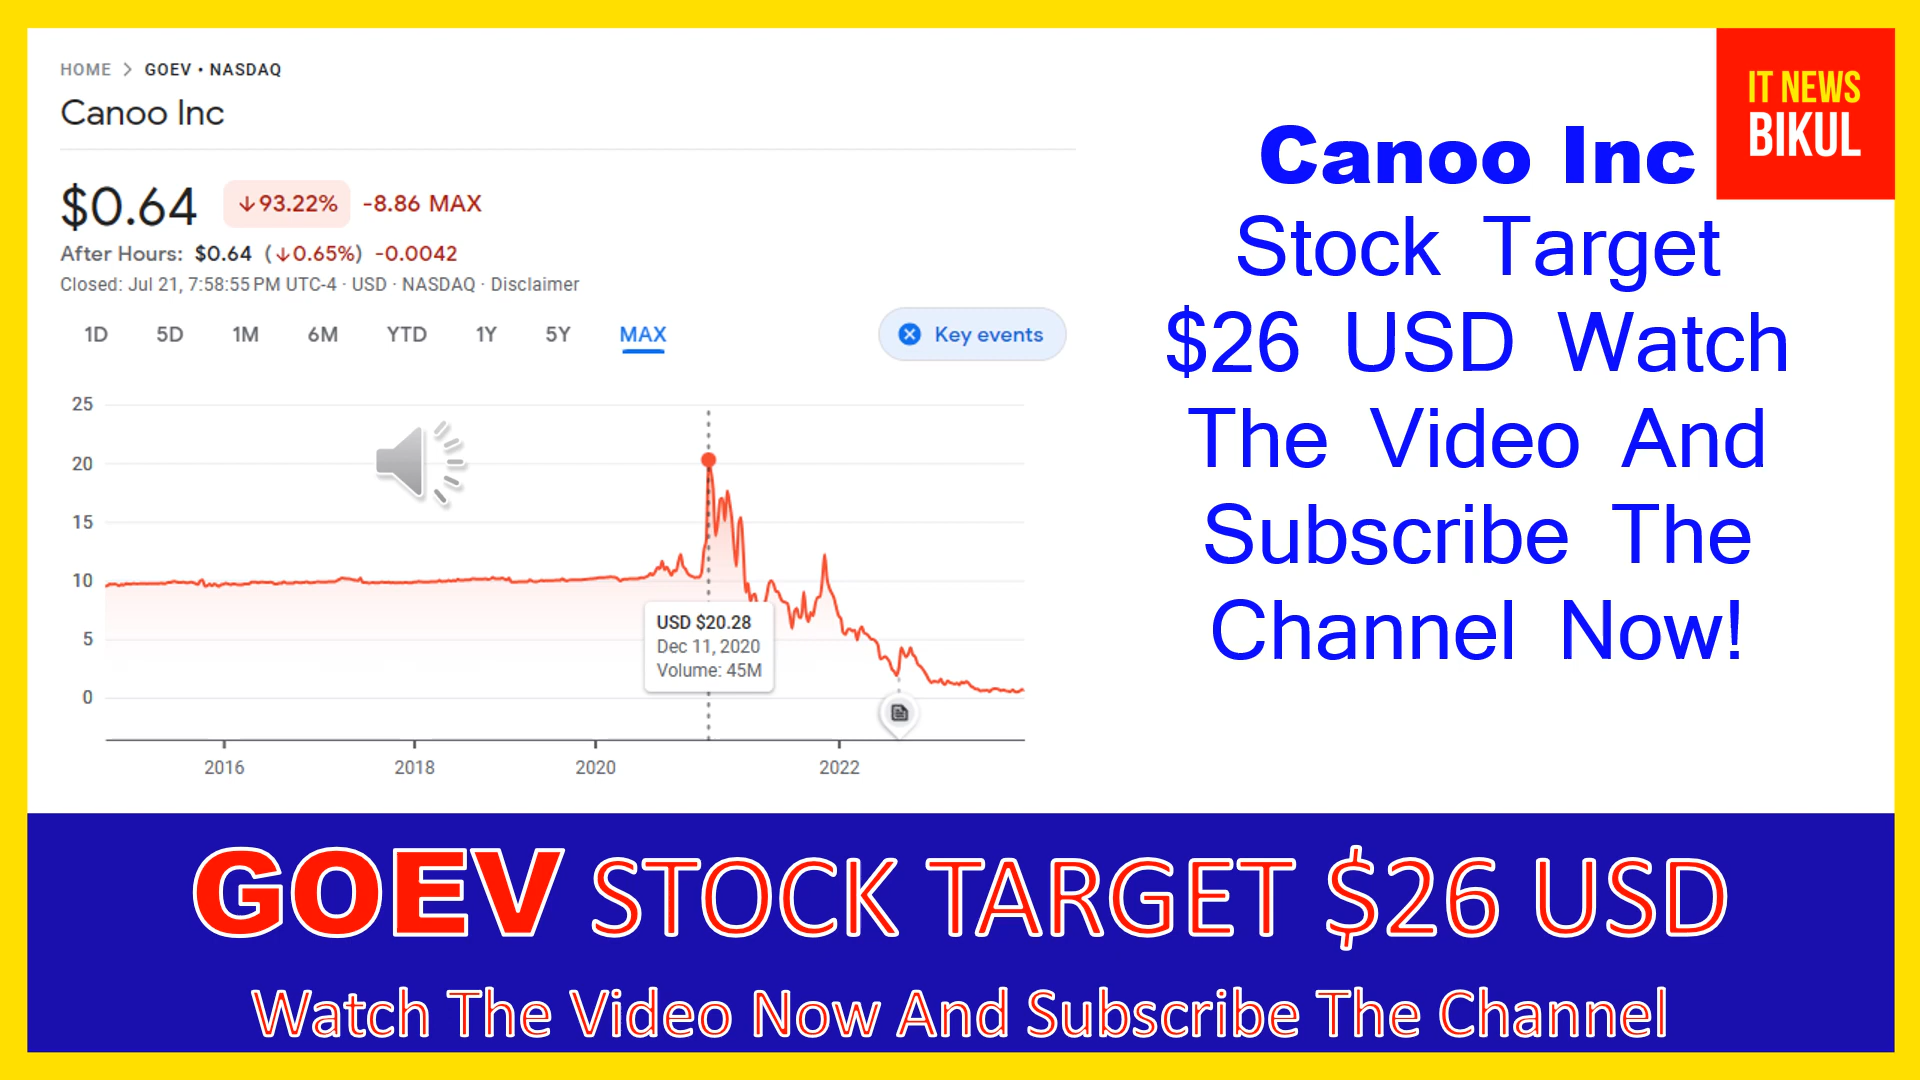 HOME > GOEV • NASDAQ
Canoo Inc
$0.64 ↓93.22% -8.86 MAX
After Hours: $0.64 (↓0.65%) -0.0042
Closed: Jul 21, 7:58:55 PM UTC-4 · USD · NASDAQ · Disclaimer
1D 5D 1M 6M YTD 1Y 5Y MAX
Key events
25
20
15
10
5
0
USD $20.28
Dec 11, 2020
Volume: 45M
2016 2018 2020 2022
IT NEWS
BIKUL
Canoo Inc
Stock Target
$26 USD Watch
The Video And
Subscribe The
Channel Now!
GOEV STOCK TARGET $26 USD
Watch The Video Now And Subscribe The Channel